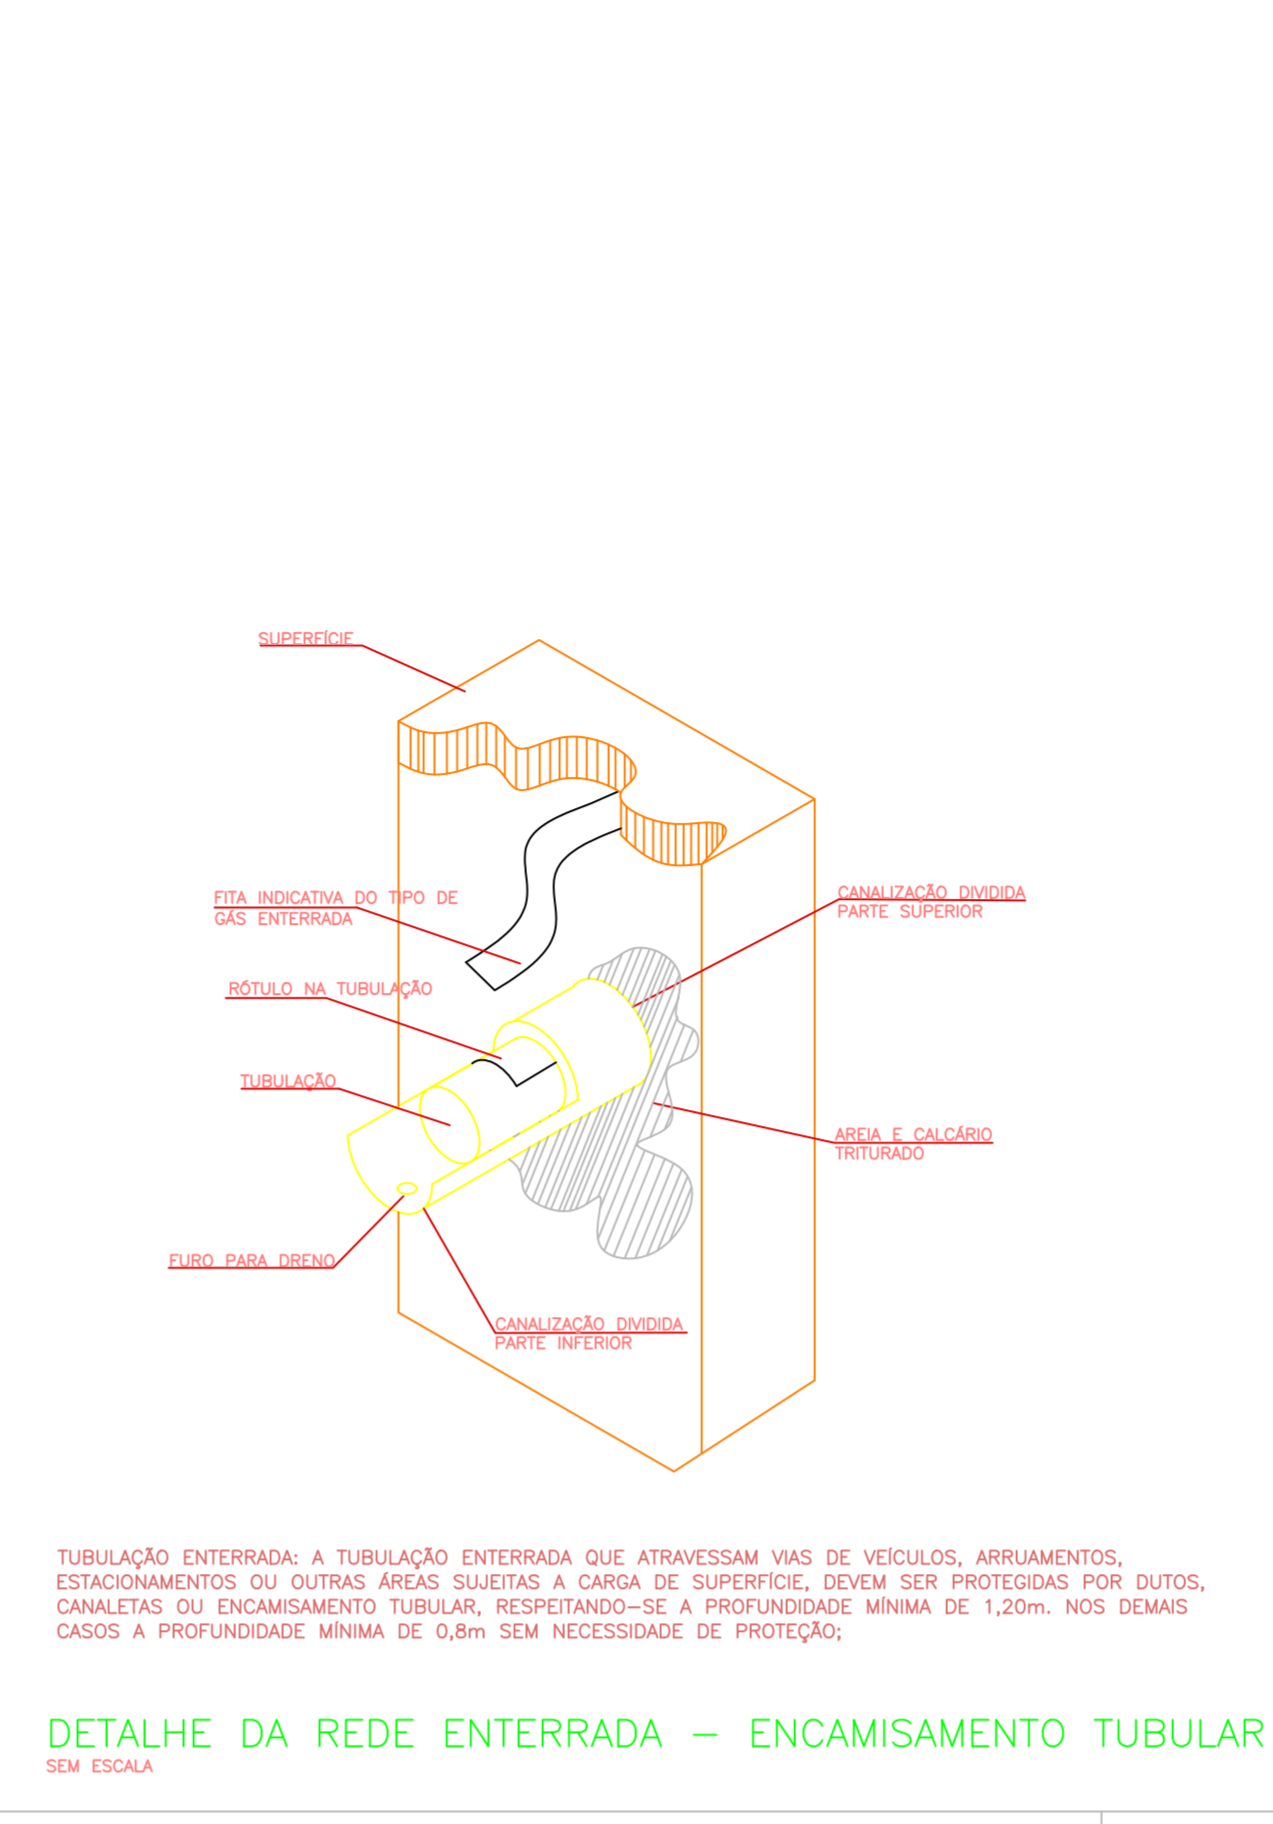 SUPERFÍCIE
FITA INDICATIVA DO TIPO DE
GÁS ENTERRADA
CANALIZAÇÃO DIVIDIDA
PARTE SUPERIOR
RÓTULO NA TUBULAÇÃO
TUBULAÇÃO
AREIA E CALCÁRIO
TRITURADO
FURO PARA DRENO
CANALIZAÇÃO DIVIDIDA
PARTE INFERIOR
TUBULAÇÃO ENTERRADA: A TUBULAÇÃO ENTERRADA QUE ATRAVESSAM VIAS DE VEÍCULOS, ARRUAMENTOS,
ESTACIONAMENTOS OU OUTRAS ÁREAS SUJEITAS A CARGA DE SUPERFÍCIE, DEVEM SER PROTEGIDAS POR DUTOS,
CANALETAS OU ENCAMISAMENTO TUBULAR, RESPEITANDO-SE A PROFUNDIDADE MÍNIMA DE 1,20m. NOS DEMAIS
CASOS A PROFUNDIDADE MÍNIMA DE 0,8m SEM NECESSIDADE DE PROTEÇÃO;
DETALHE DA REDE ENTERRADA - ENCAMISAMENTO TUBULAR
SEM ESCALA